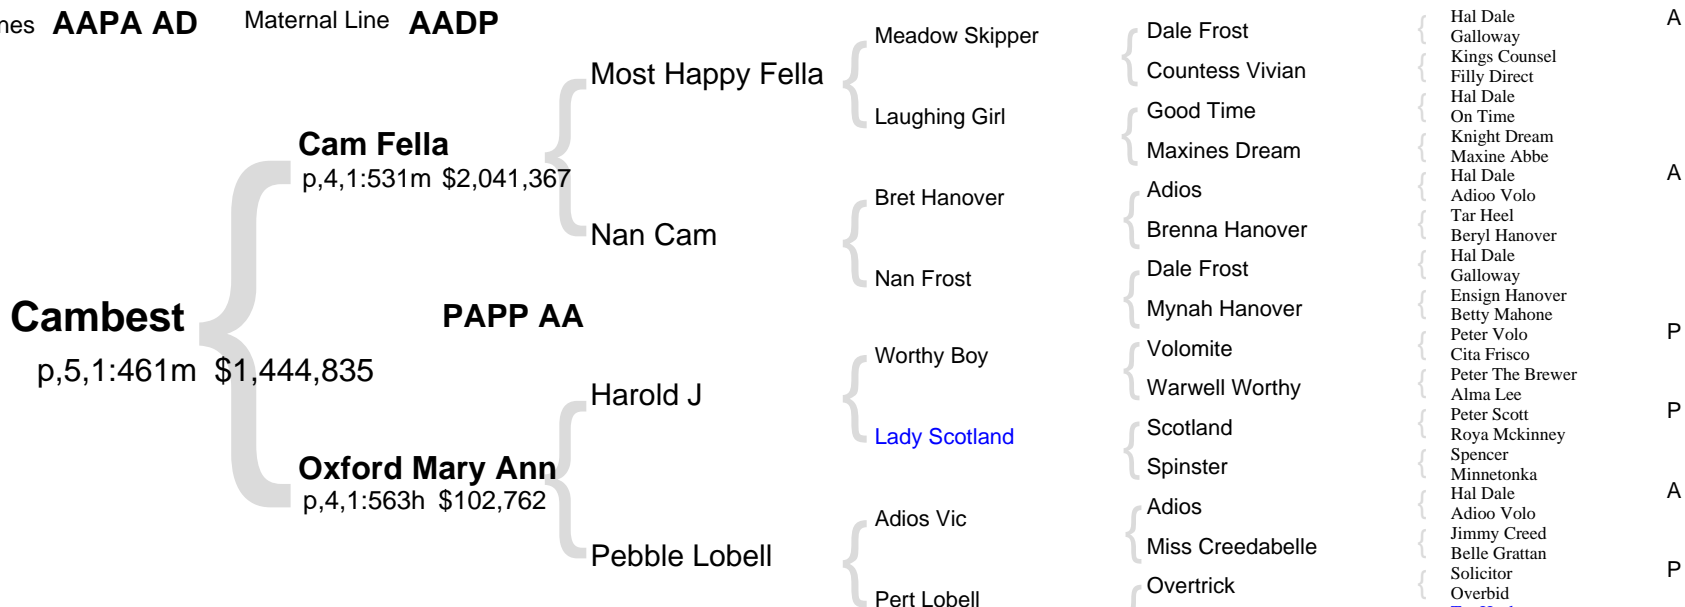 AAPA AD Maternal Line AADP
Cambest
p,5,1:461m $1,444,835
Cam Fella
p,4,1:531m $2,041,367
PAPP AA
Oxford Mary Ann
p,4,1:563h $102,762
Most Happy Fella
Nan Cam
Harold J
Pebble Lobell
Meadow Skipper
Laughing Girl
Bret Hanover
Nan Frost
Worthy Boy
Lady Scotland
Adios Vic
Pert Lobell
Dale Frost
Countess Vivian
Good Time
Maxines Dream
Adios
Brenna Hanover
Dale Frost
Mynah Hanover
Volomite
Warwell Worthy
Scotland
Spinster
Adios
Miss Creedabelle
Overtrick
Hal Dale
Galloway
Kings Counsel
Filly Direct
Hal Dale
On Time
Knight Dream
Maxine Abbe
Hal Dale
Adioo Volo
Tar Heel
Beryl Hanover
Hal Dale
Galloway
Ensign Hanover
Betty Mahone
Peter Volo
Cita Frisco
Peter The Brewer
Alma Lee
Peter Scott
Roya Mckinney
Spencer
Minnetonka
Hal Dale
Adioo Volo
Jimmy Creed
Belle Grattan
Solicitor
Overbid
A
A
P
P
A
P